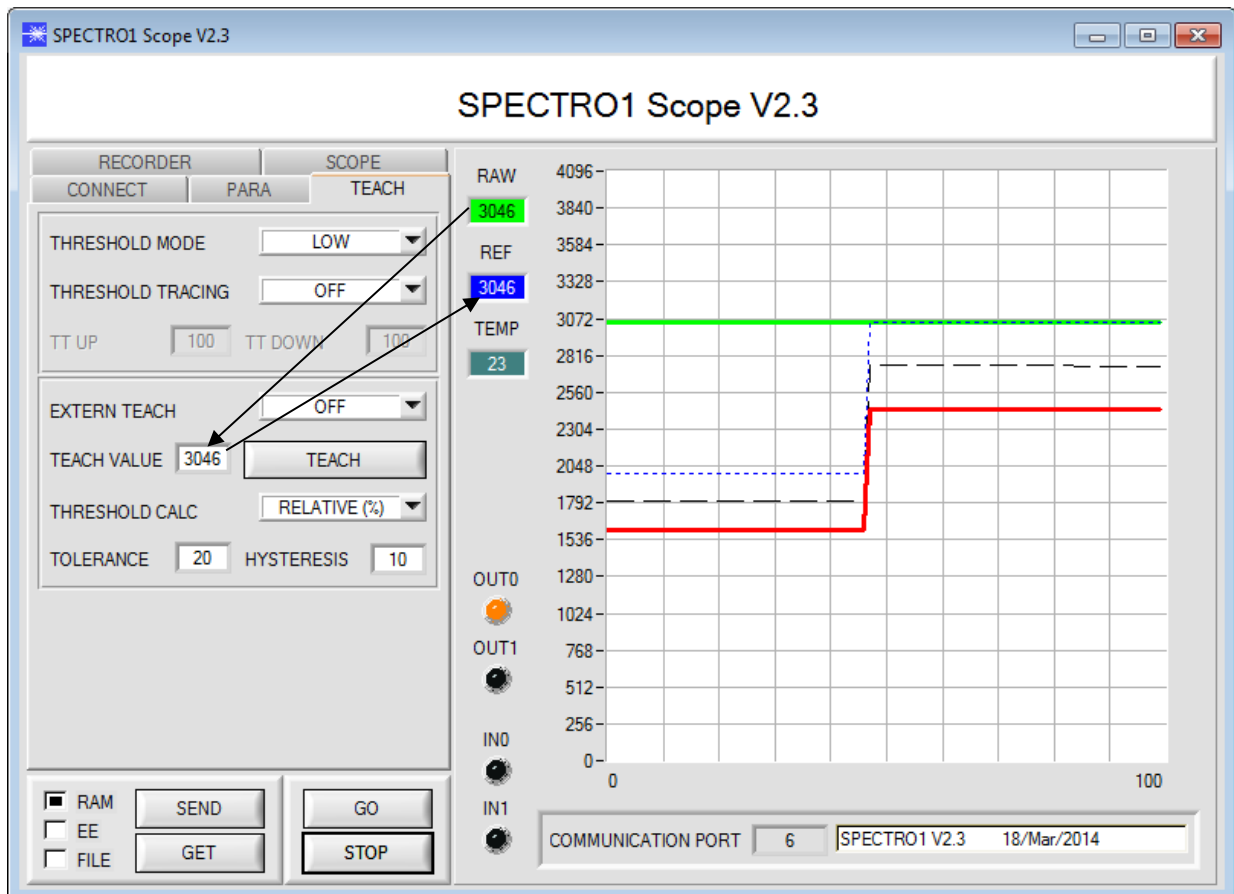 SPECTRO1 Scope V2.3
SPECTRO1 Scope V2.3
RECORDER SCOPE
CONNECT PARA TEACH
THRESHOLD MODE LOW
THRESHOLD TRACING OFF
TT UP 100 TT DOWN 100
EXTERN TEACH OFF
TEACH VALUE 3046 TEACH
THRESHOLD CALC RELATIVE (%)
TOLERANCE 20 HYSTERESIS 10
RAM
EE
FILE
SEND
GET
GO
STOP
RAW
3046
REF
3046
TEMP
23
OUT0
OUT1
IN0
IN1
4096
3840
3584
3328
3072
2816
2560
2304
2048
1792
1536
1280
1024
768
512
256
0
0 100
COMMUNICATION PORT 6 SPECTRO1 V2.3 18/Mar/2014